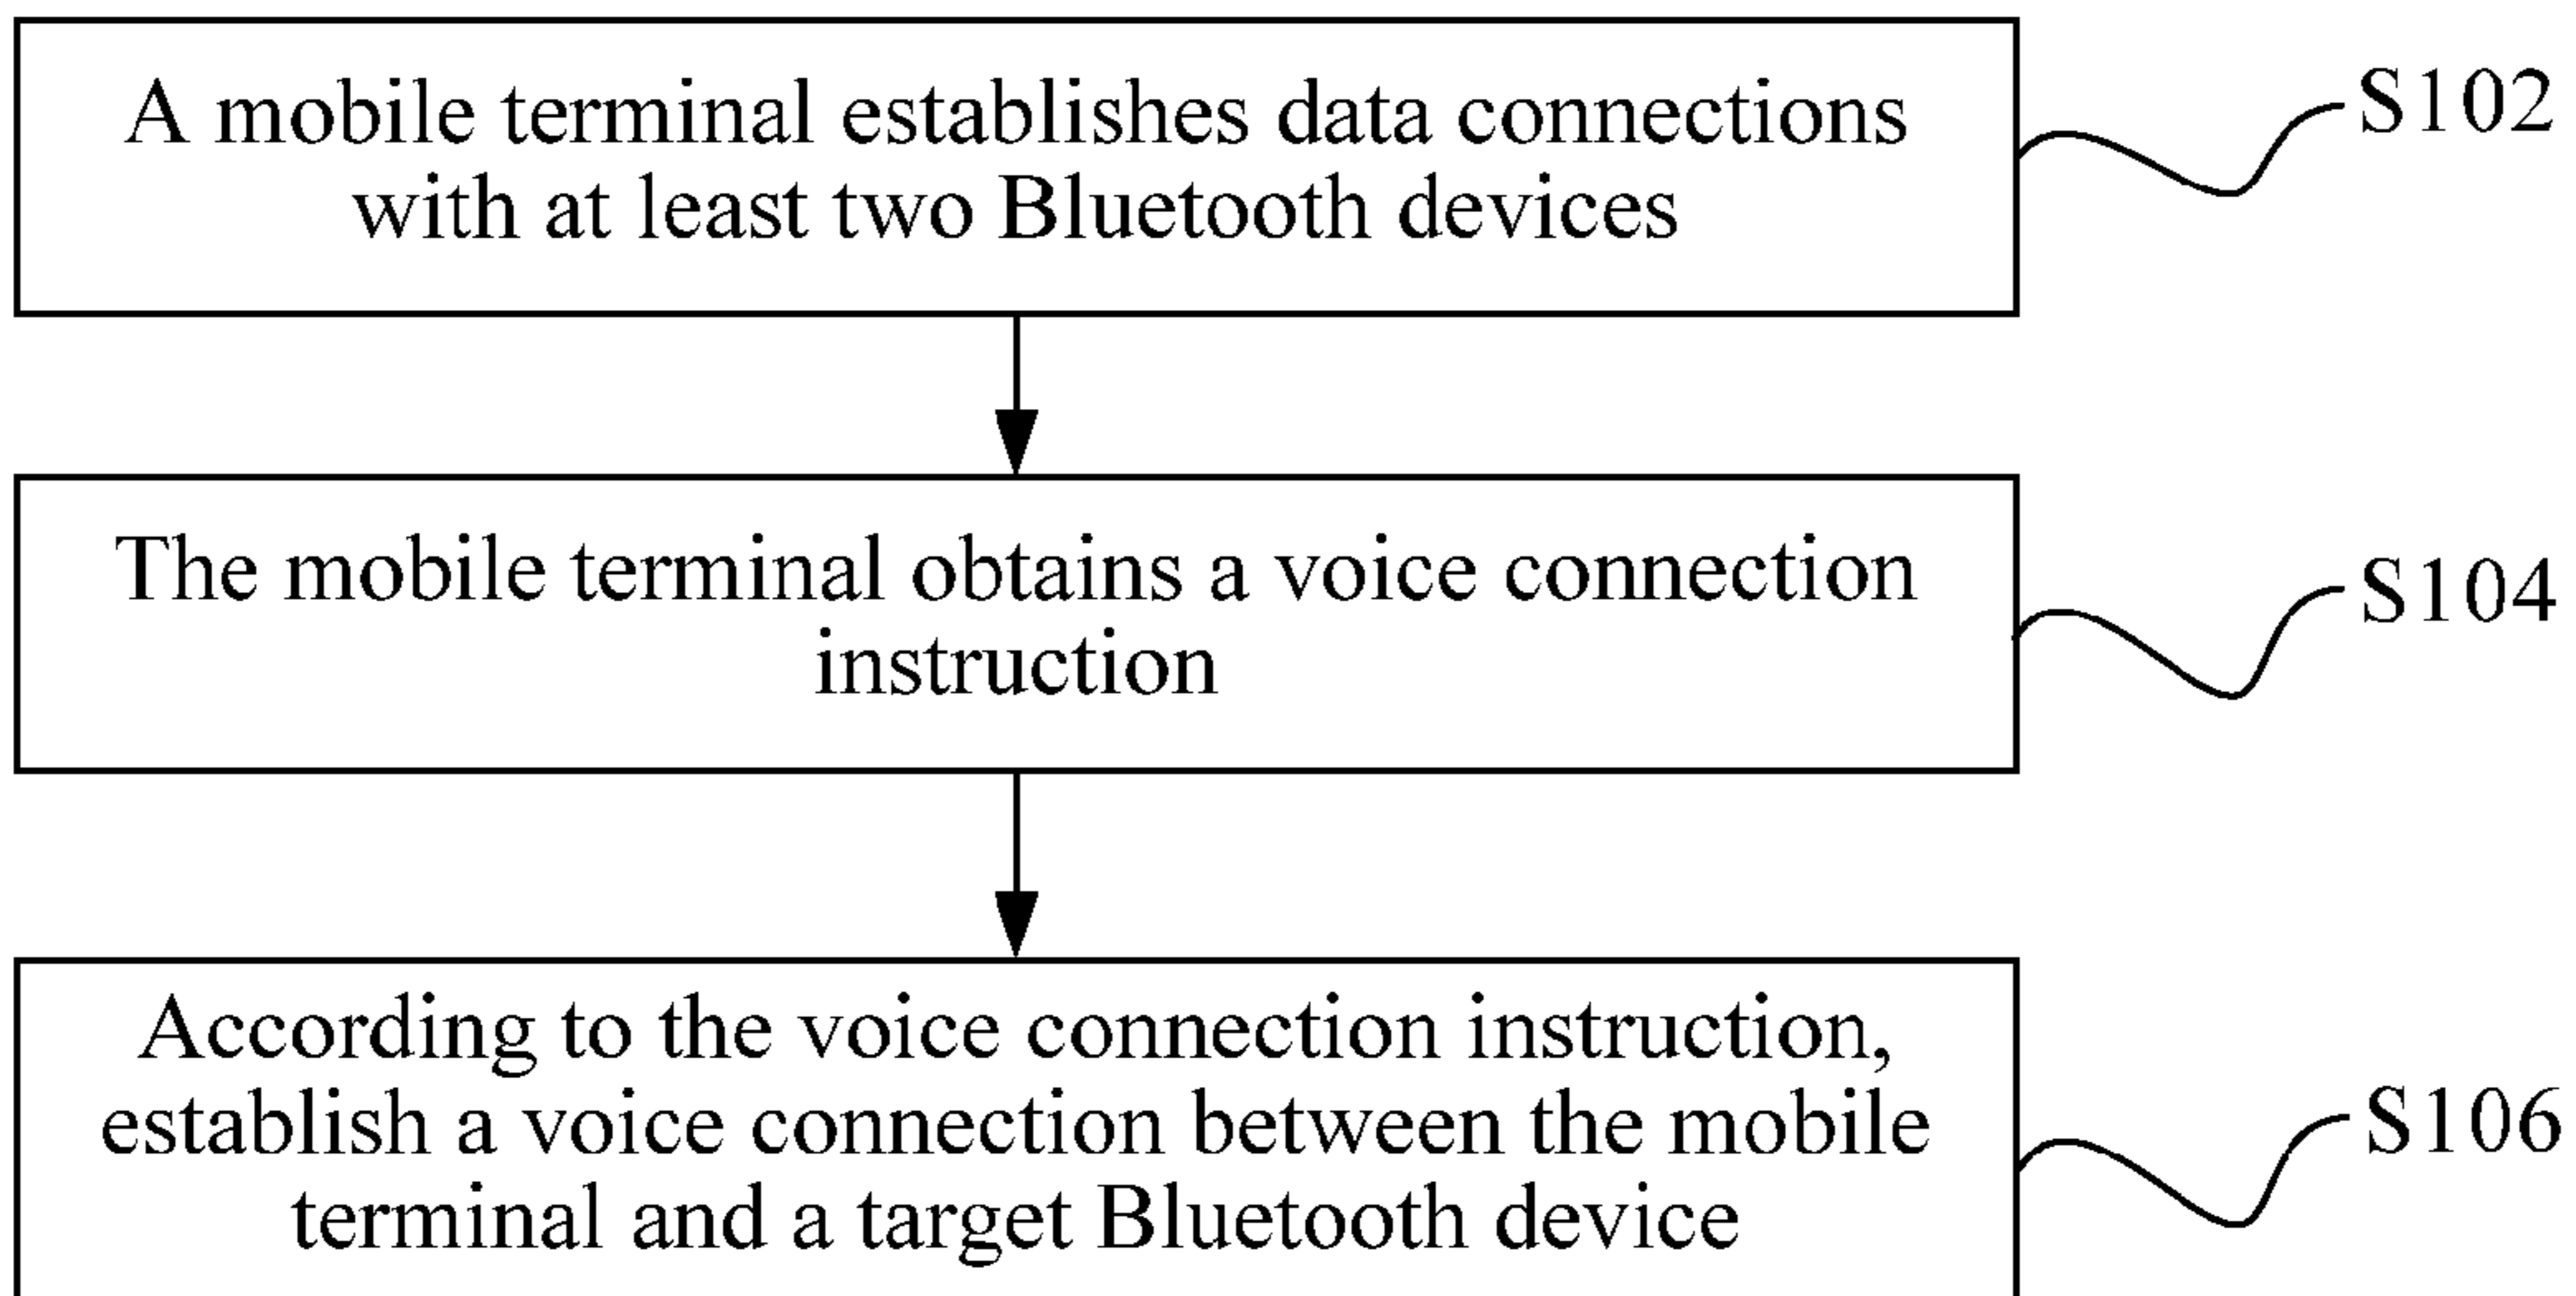 A mobile terminal establishes data connections
with at least two Bluetooth devices
S102
The mobile terminal obtains a voice connection
instruction
S104
According to the voice connection instruction,
establish a voice connection between the mobile
terminal and a target Bluetooth device
S106